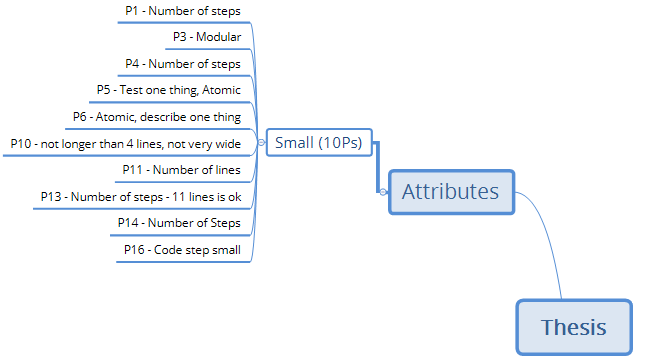 P1 - Number of steps
P3 - Modular
P4 - Number of steps
P5 - Test one thing, Atomic
P6 - Atomic, describe one thing
P10 - not longer than 4 lines, not very wide
P11 - Number of lines
P13 - Number of steps - 11 lines is ok
P14 - Number of Steps
P16 - Code step small
Small (10Ps)
Attributes
Thesis